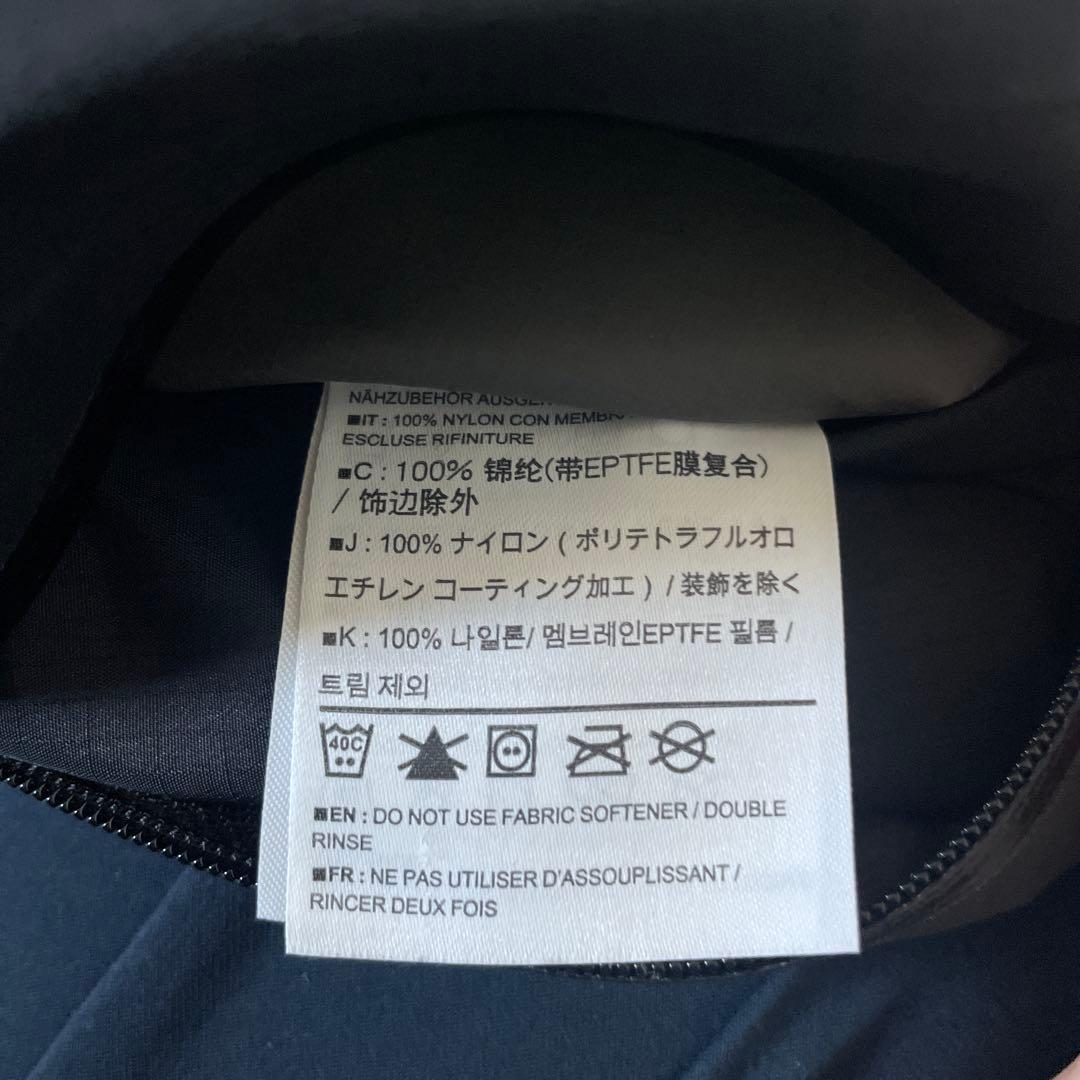 NÄHZUBEHÖR
IT : 100% NYLON CON
ESCLUSE RIFINITURE
■C : 100% 锦纶(带EPTFE膜复合)
/ 饰边除外
■J : 100% ナイロン ( ポリテトラフルオロ
エチレン コーティング加工 ) / 装飾を除く
■K : 100% 나일론/ 멤브레인EPTFE 필름 /
트림 제외
40C
■EN : DO NOT USE FABRIC SOFTENER / DOUBLE
RINSE
■FR : NE PAS UTILISER D'ASSOUPLISSANT /
RINCER DEUX FOIS